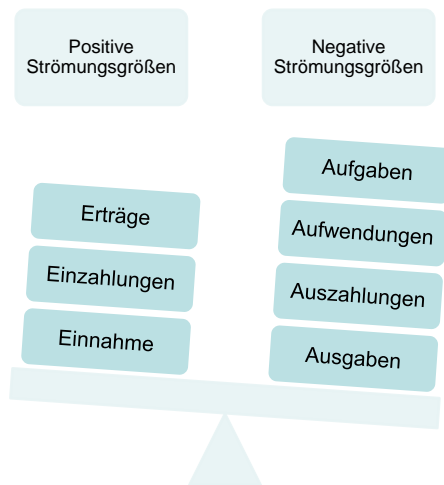 Positive
Strömungsgrößen
Negative
Strömungsgrößen
Erträge
Einzahlungen
Einnahme
Aufgaben
Aufwendungen
Auszahlungen
Ausgaben